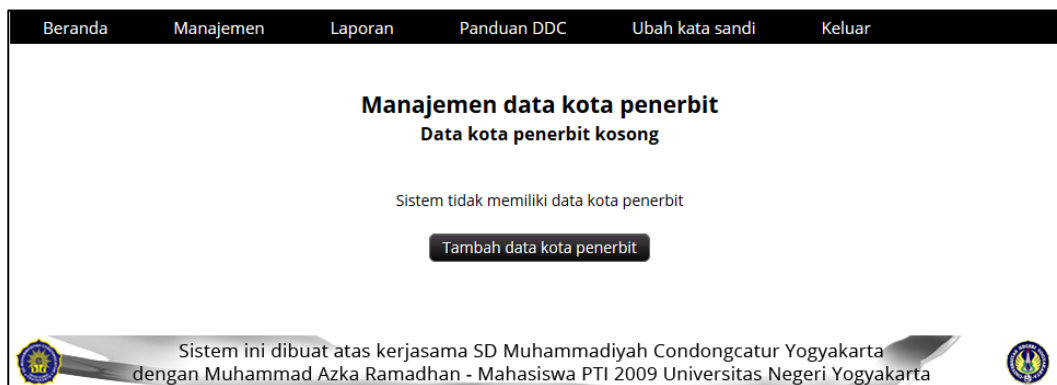 Beranda Manajemen Laporan Panduan DDC Ubah kata sandi Keluar
Manajemen data kota penerbit
Data kota penerbit kosong
Sistem tidak memiliki data kota penerbit
Tambah data kota penerbit
Sistem ini dibuat atas kerjasama SD Muhammadiyah Condongcatur Yogyakarta
dengan Muhammad Azka Ramadhan - Mahasiswa PTI 2009 Universitas Negeri Yogyakarta